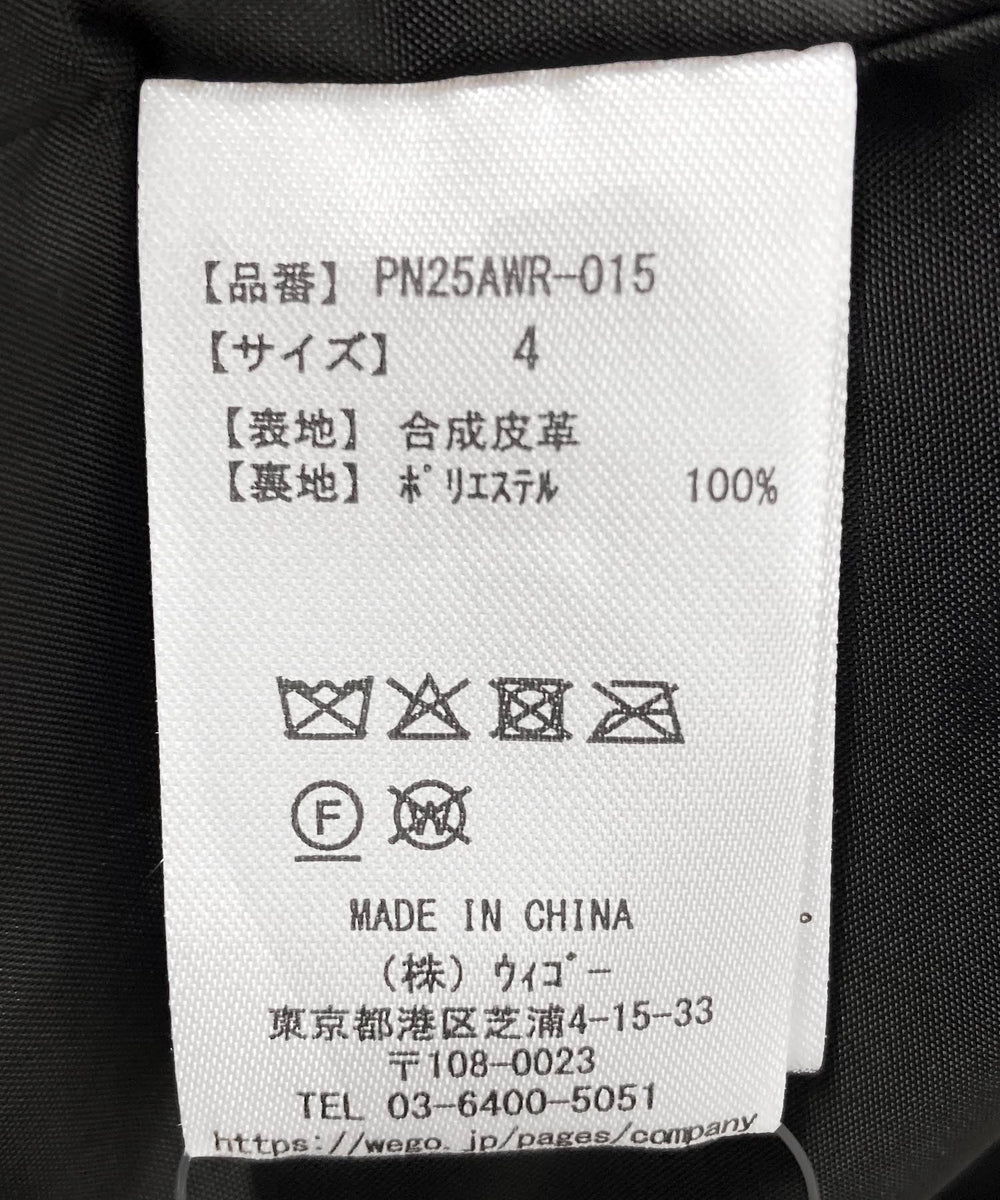 【品番】 PN25AWR-015
【サイズ】 4
【表地】 合成皮革
【裏地】 ﾎﾟﾘｴｽﾃﾙ 100%
F W
MADE IN CHINA
(株) ｳｨｺﾞｰ
東京都港区芝浦4-15-33
〒108-0023
TEL 03-6400-5051
https://wego.jp/pages/company